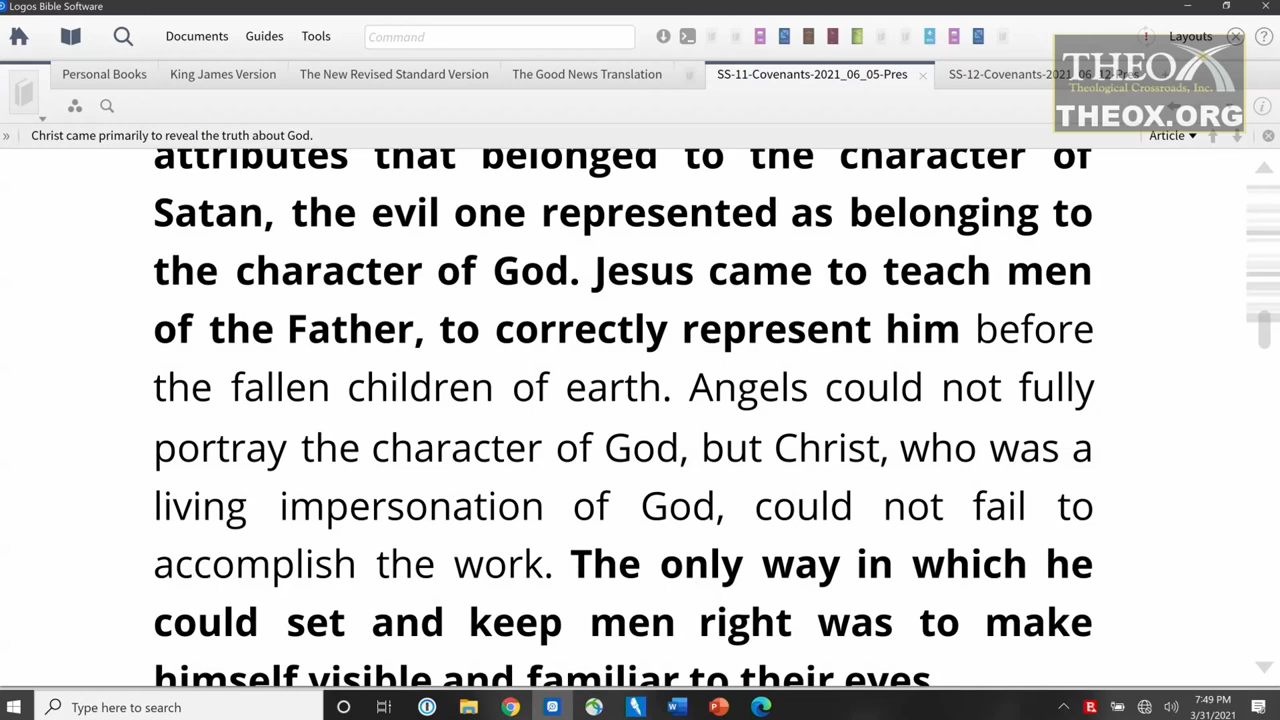 Logos Bible Software
Documents Guides Tools Command Layouts
Personal Books King James Version The New Revised Standard Version The Good News Translation SS-11-Covenants-2021_06_05-Pres SS-12-Covenants-2021_06_12-Pres
THEOX
Theological Crossroads, Inc.
THEOX.ORG
» Christ came primarily to reveal the truth about God. Article
attributes that belonged to the character of
Satan, the evil one represented as belonging to
the character of God. Jesus came to teach men
of the Father, to correctly represent him before
the fallen children of earth. Angels could not fully
portray the character of God, but Christ, who was a
living impersonation of God, could not fail to
accomplish the work. The only way in which he
could set and keep men right was to make
himself visible and familiar to their eyes
Type here to search
7:49 PM
3/31/2021